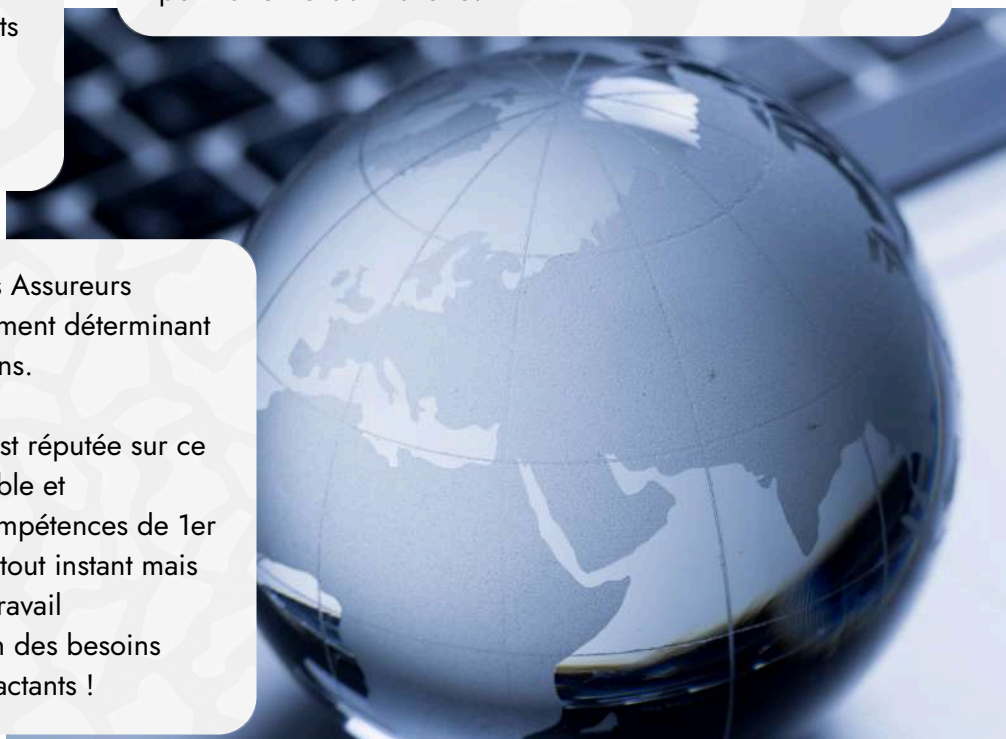 ts
s Assureurs
ment déterminant
ns.
st réputée sur ce
ble et
mpétences de 1er
tout instant mais
ravail
n des besoins
actants !